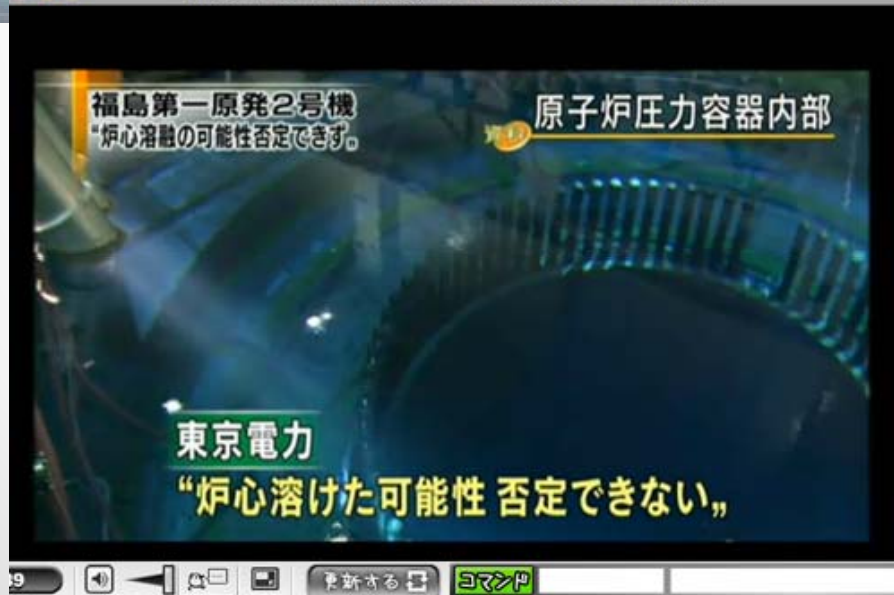 福島第一原発2号機
“炉心溶融の可能性否定できず„
資料
原子炉圧力容器内部
東京電力
“炉心溶けた可能性 否定できない„
39
更新する
コマンド